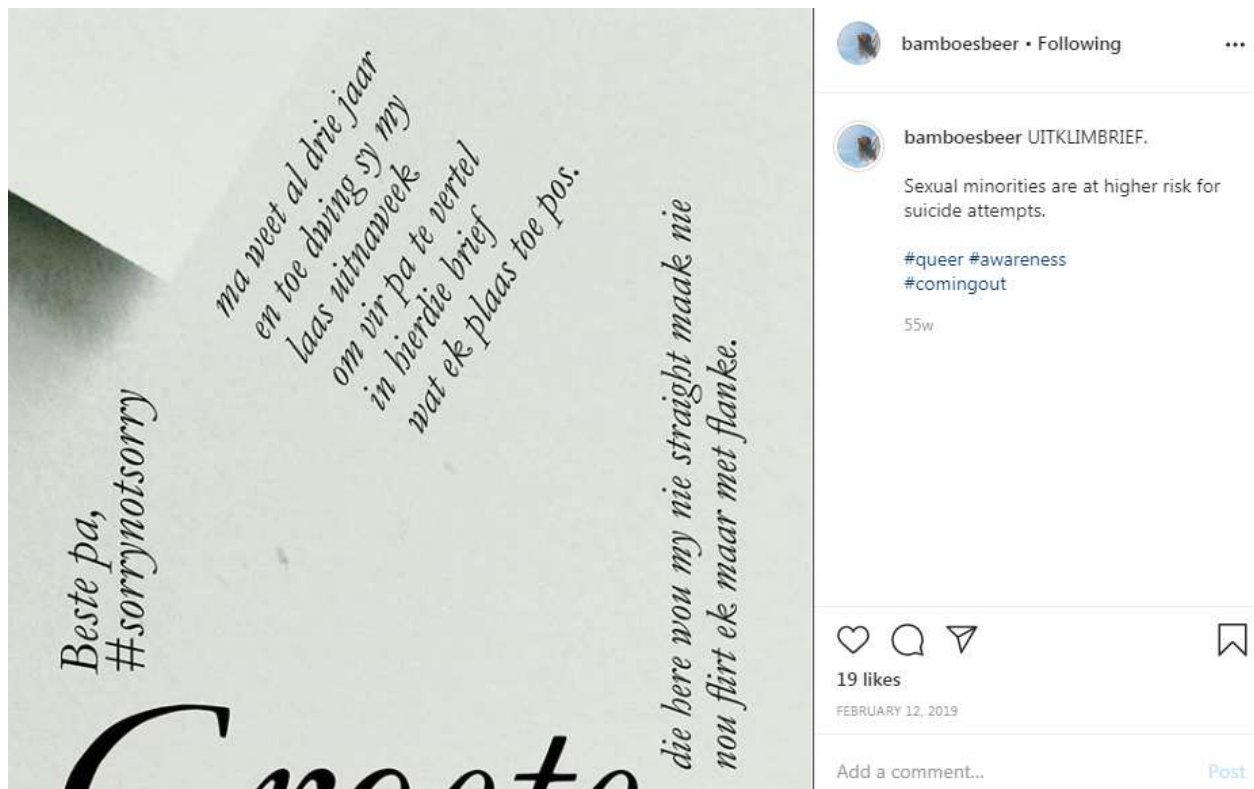 Beste pa,
#sorrynotsorry
ma weet al drie jaar
en toe dwing sy my
laas uitnaweek
om vir pa te vertel
in hierdie brief
wat ek plaas toe pos.
die here wou my nie straight maak nie
nou flirt ek maar met flanke.
Groete
bamboesbeer • Following
bamboesbeer UITKLIMBRIEF.
Sexual minorities are at higher risk for
suicide attempts.
#queer #awareness
#comingout
55w
19 likes
FEBRUARY 12, 2019
Add a comment...
Post